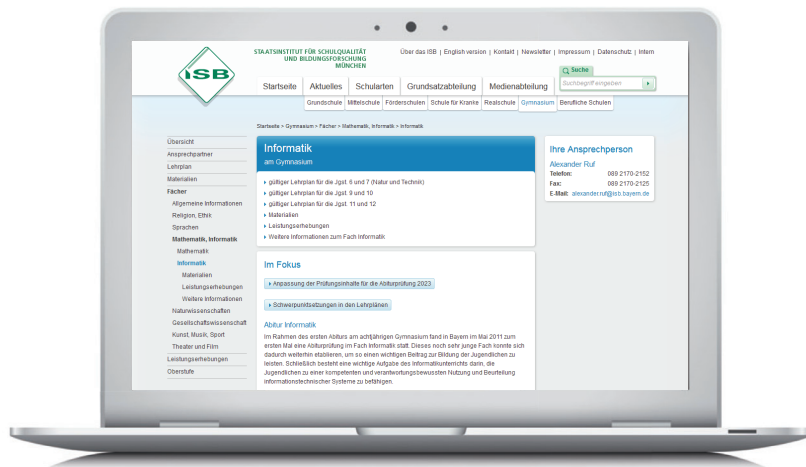 iSB
STAATSINSTITUT FÜR SCHULQUALITÄT
UND BILDUNGSFORSCHUNG
MÜNCHEN
Über das ISB | English version | Kontakt | Newsletter | Impressum | Datenschutz | Intern
Suche
Suchbegriff eingeben
Startseite Aktuelles Schularten Grundsatzabteilung Medienabteilung
Grundschule Mittelschule Förderschulen Schule für Kranke Realschule Gymnasium Berufliche Schulen
Startseite > Gymnasium > Fächer > Mathematik, Informatik > Informatik
Übersicht
Ansprechpartner
Lehrplan
Materialien
Fächer
Allgemeine Informationen
Religion, Ethik
Sprachen
Mathematik, Informatik
Mathematik
Informatik
Materialien
Leistungserhebungen
Weitere Informationen
Naturwissenschaften
Gesellschaftswissenschaft
Kunst, Musik, Sport
Theater und Film
Leistungserhebungen
Oberstufe
Informatik
am Gymnasium
gültiger Lehrplan für die Jgst. 6 und 7 (Natur und Technik)
gültiger Lehrplan für die Jgst. 9 und 10
gültiger Lehrplan für die Jgst. 11 und 12
Materialien
Leistungserhebungen
Weitere Informationen zum Fach Informatik
Im Fokus
Anpassung der Prüfungsinhalte für die Abiturprüfung 2023
Schwerpunktsetzungen in den Lehrplänen
Abitur Informatik
Im Rahmen des ersten Abiturs am achtjährigen Gymnasium fand in Bayern im Mai 2011 zum
ersten Mal eine Abiturprüfung im Fach Informatik statt. Dieses noch sehr junge Fach konnte sich
dadurch weiterhin etablieren, um so einen wichtigen Beitrag zur Bildung der Jugendlichen zu
leisten. Schließlich besteht eine wichtige Aufgabe des Informatikunterrichts darin, die
Jugendlichen zu einer kompetenten und verantwortungsbewussten Nutzung und Beurteilung
informationstechnischer Systeme zu befähigen.
Ihre Ansprechperson
Alexander Ruf
Telefon: 089 2170-2152
Fax: 089 2170-2125
E-Mail: alexander.ruf@isb.bayern.de